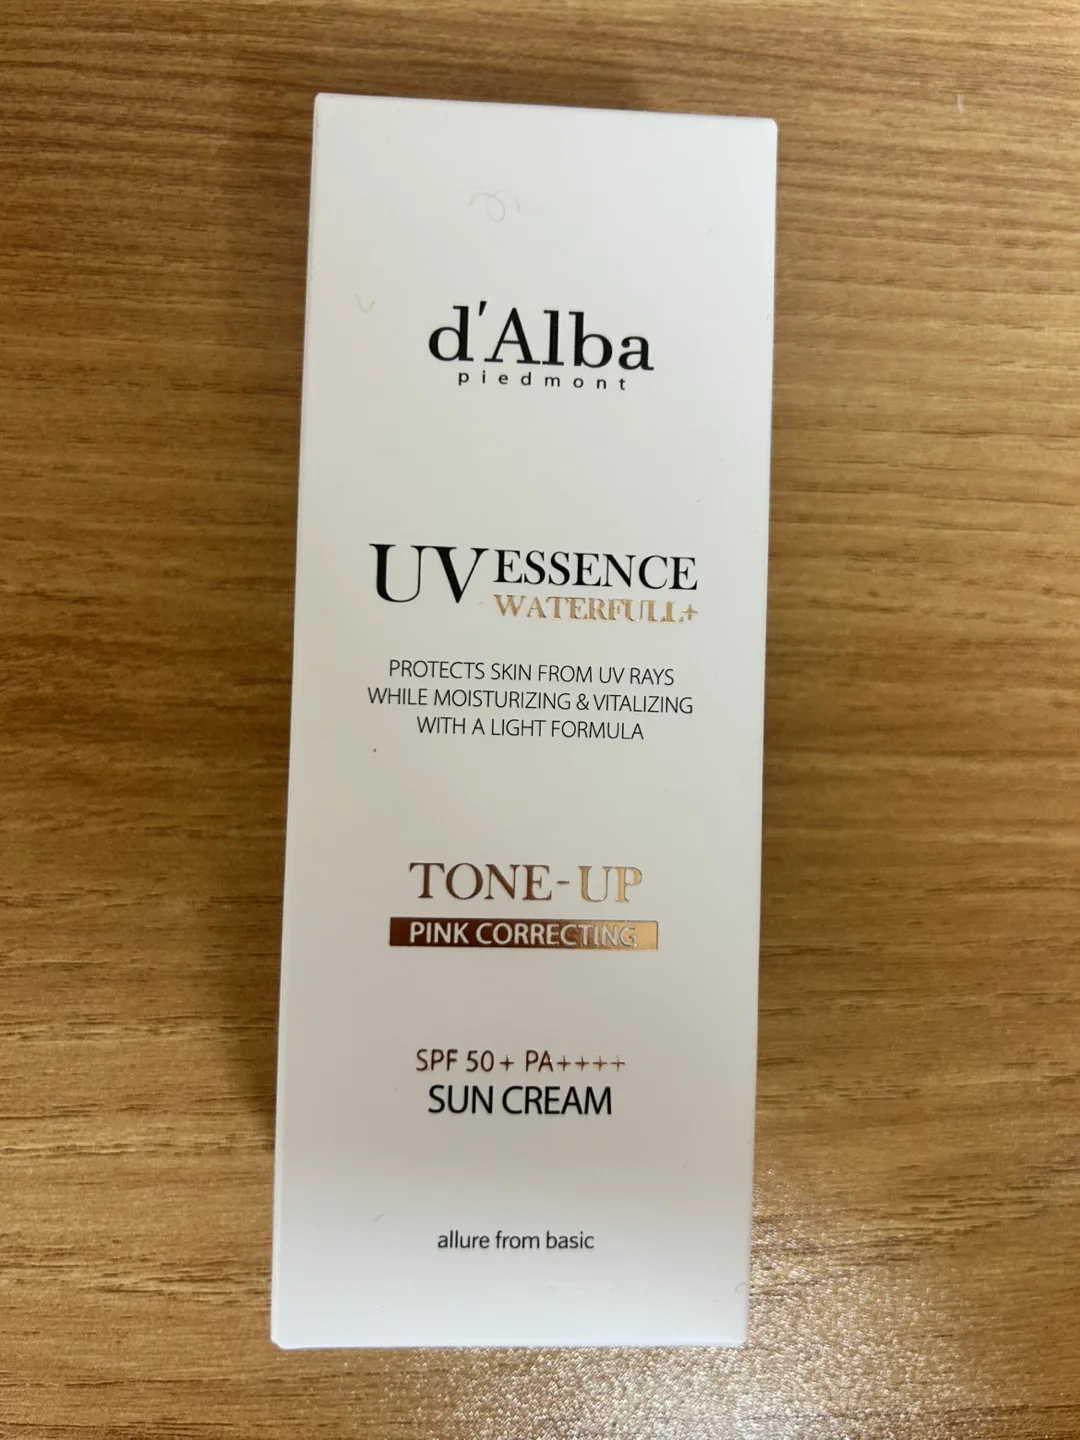 d'Alba
piedmont
UV ESSENCE
WATERFULL+
PROTECTS SKIN FROM UV RAYS
WHILE MOISTURIZING & VITALIZING
WITH A LIGHT FORMULA
TONE-UP
PINK CORRECTING
SPF 50+ PA++++
SUN CREAM
allure from basic